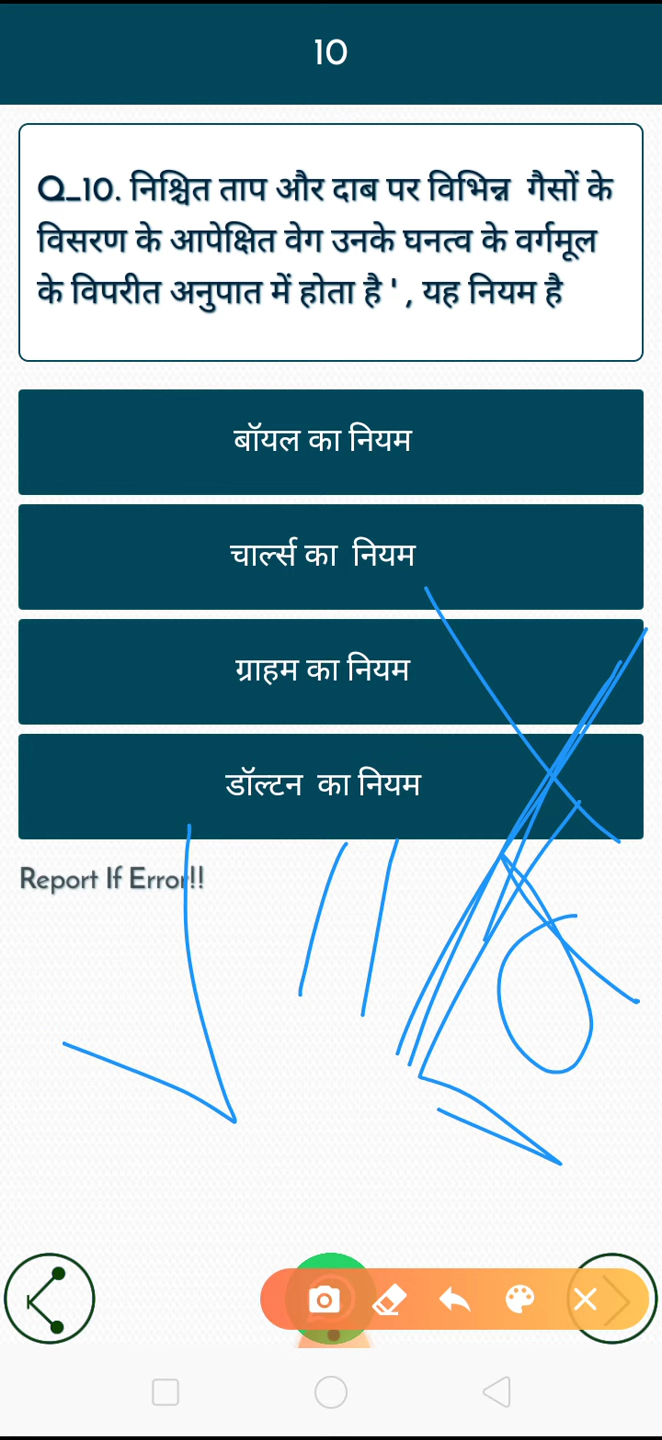 10
Q_10. निश्चित ताप और दाब पर विभिन्न गैसों के
विसरण के आपेक्षित वेग उनके घनत्व के वर्गमूल
के विपरीत अनुपात में होता है ' , यह नियम है
बॉयल का नियम
चार्ल्स का नियम
ग्राहम का नियम
डॉल्टन का नियम
Report If Error!!